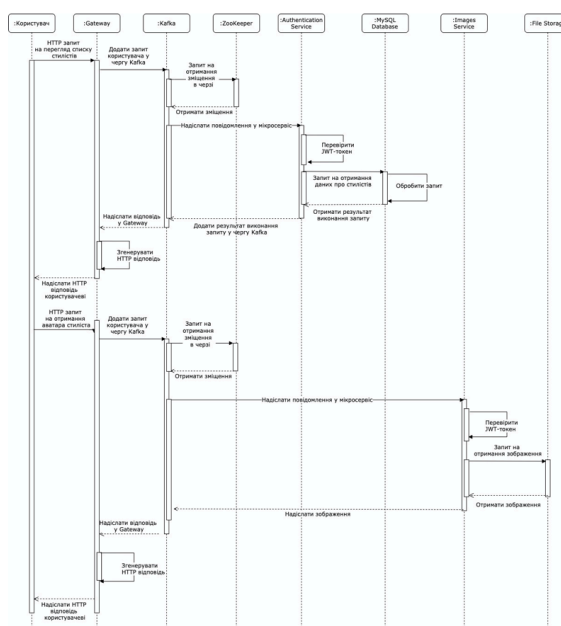 :Користувач
:Gateway
:Kafka
:ZooKeeper
:Authentication
Service
:MySQL
Database
:Images
Service
:File Storag
HTTP запит
на перегляд списку
стилістів
Додати запит
користувача у
чергу Kafka
Запит на
отримання
зміщення
в черзі
Отримати зміщення
Надіслати повідомлення у мікросервіс
Перевірити
JWT-токен
Запит на отримання
даних про стилістів
Обробити запит
Отримати результат
виконання запиту
Додати результат виконання
запиту у чергу Kafka
Надіслати відповідь
у Gateway
Згенерувати
HTTP відповідь
Надіслати HTTP
відповідь
користувачеві
HTTP запит
на отримання
аватара стиліста
Додати запит
користувача у
чергу Kafka
Запит на
отримання
зміщення
в черзі
Отримати зміщення
Надіслати повідомлення у мікросервіс
Перевірити
JWT-токен
Запит на
отримання зображення
Отримати зображення
Надіслати зображення
Надіслати відповідь
у Gateway
Згенерувати
HTTP відповідь
Надіслати HTTP
відповідь
користувачеві